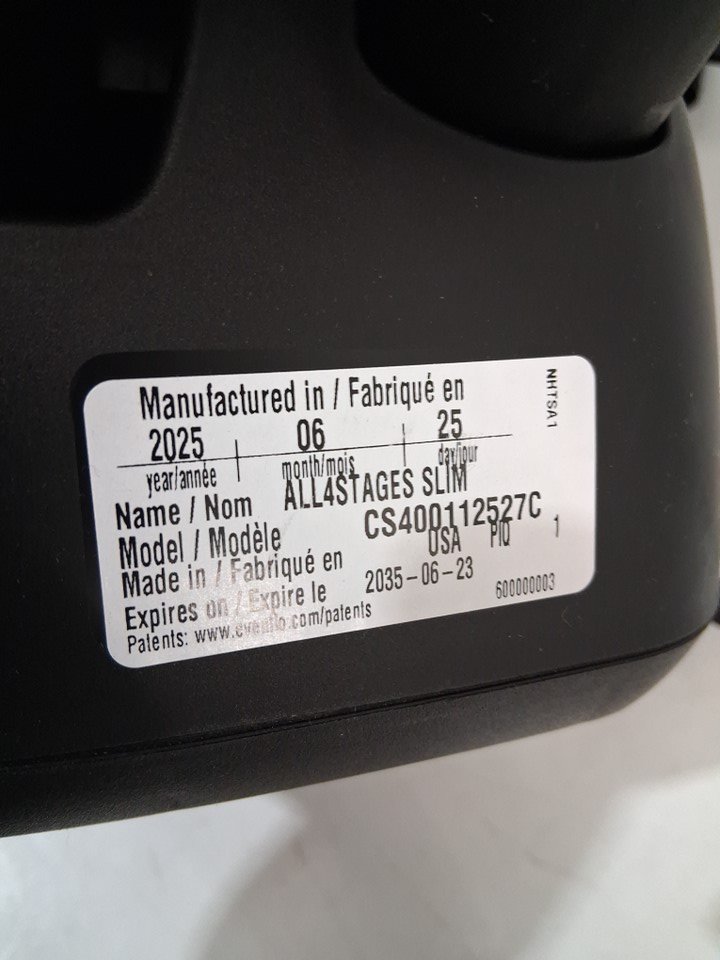 Manufactured in / Fabriqué en
2025 | 06 | 25
year/année month/mois day/jour
Name / Nom ALL4STAGES SLIM
Model / Modèle CS400112527C
Made in / Fabriqué en USA PIQ 1
Expires on / Expire le 2035-06-23
Patents: www.evenflo.com/patents 600000003
NHTSA1